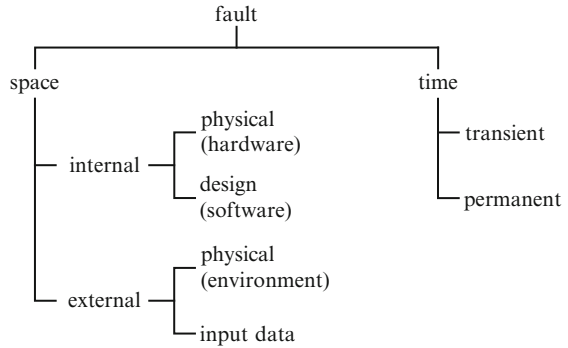 fault
space
time
internal
physical
(hardware)
design
(software)
external
physical
(environment)
input data
transient
permanent